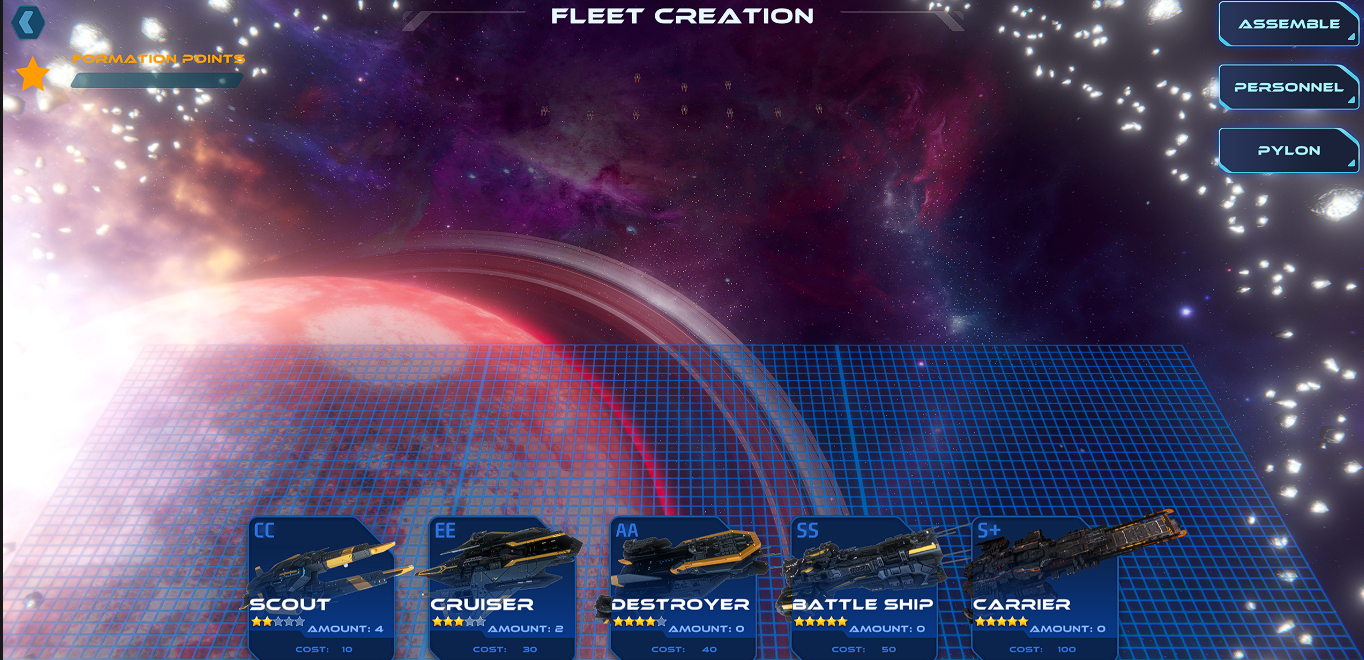 FLEET CREATION
FORMATION POINTS
ASSEMBLE
PERSONNEL
PYLON
CC
SCOUT
AMOUNT: 4
COST: 10
EE
CRUISER
AMOUNT: 2
COST: 30
AA
DESTROYER
AMOUNT: 0
COST: 40
SS
BATTLE SHIP
AMOUNT: 0
COST: 50
S+
CARRIER
AMOUNT: 0
COST: 100